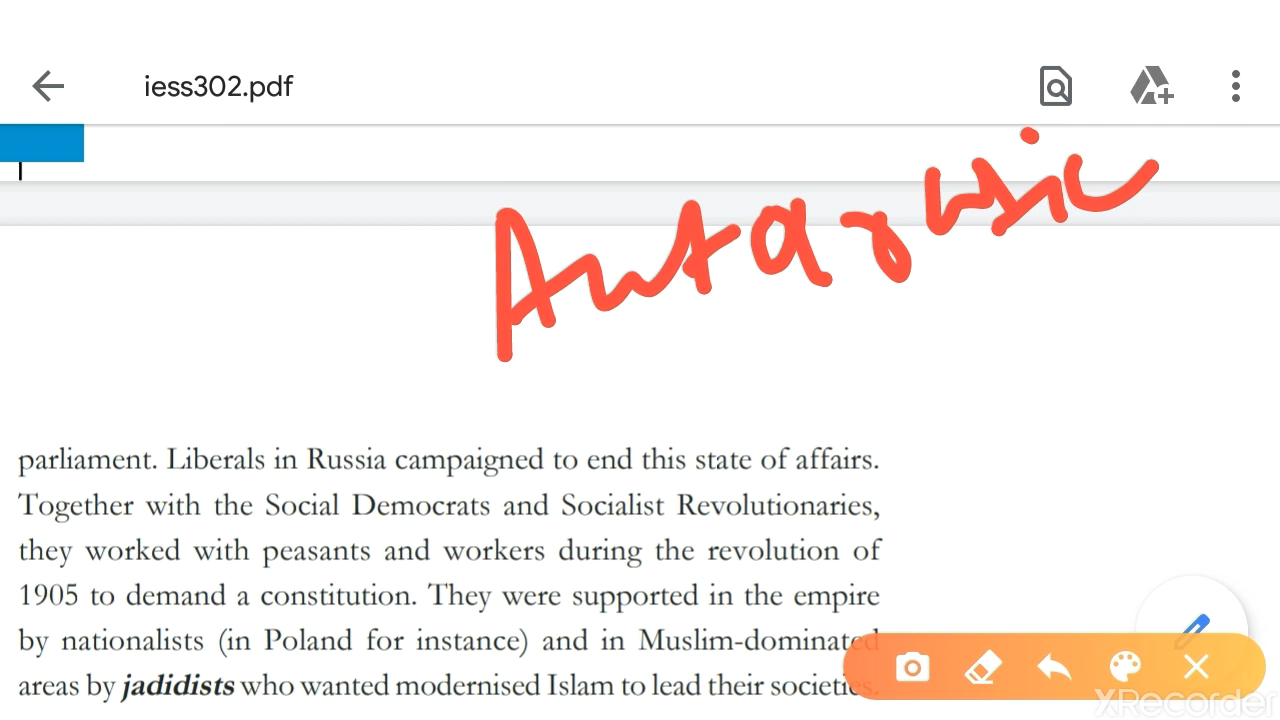 iess302.pdf
parliament. Liberals in Russia campaigned to end this state of affairs.
Together with the Social Democrats and Socialist Revolutionaries,
they worked with peasants and workers during the revolution of
1905 to demand a constitution. They were supported in the empire
by nationalists (in Poland for instance) and in Muslim-dominated
areas by jadidists who wanted modernised Islam to lead their societies.
XRecorder